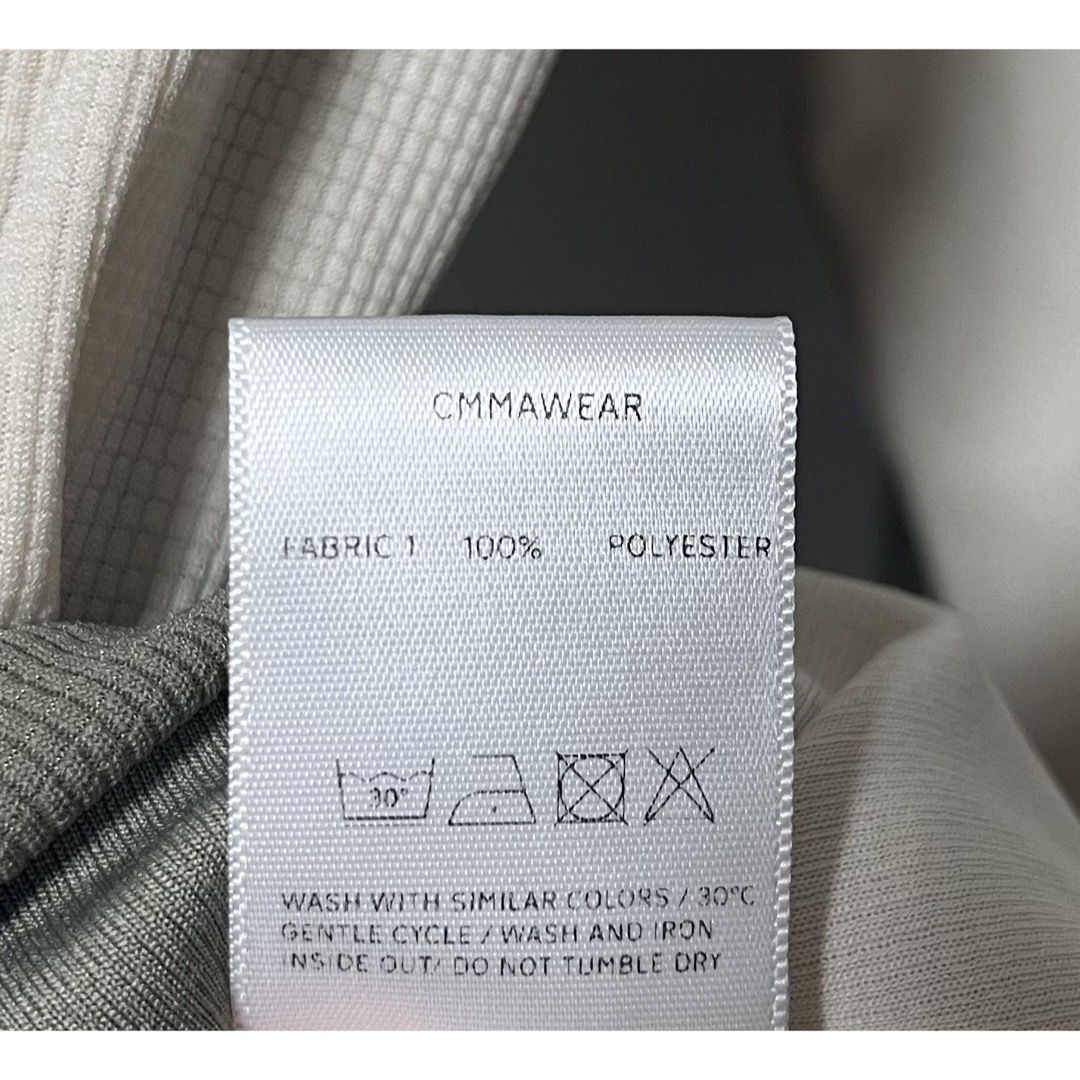 CMMAWEAR
FABRIC 1 100% POLYESTER
30°
WASH WITH SIMILAR COLORS / 30°C
GENTLE CYCLE / WASH AND IRON
INSIDE OUT/ DO NOT TUMBLE DRY